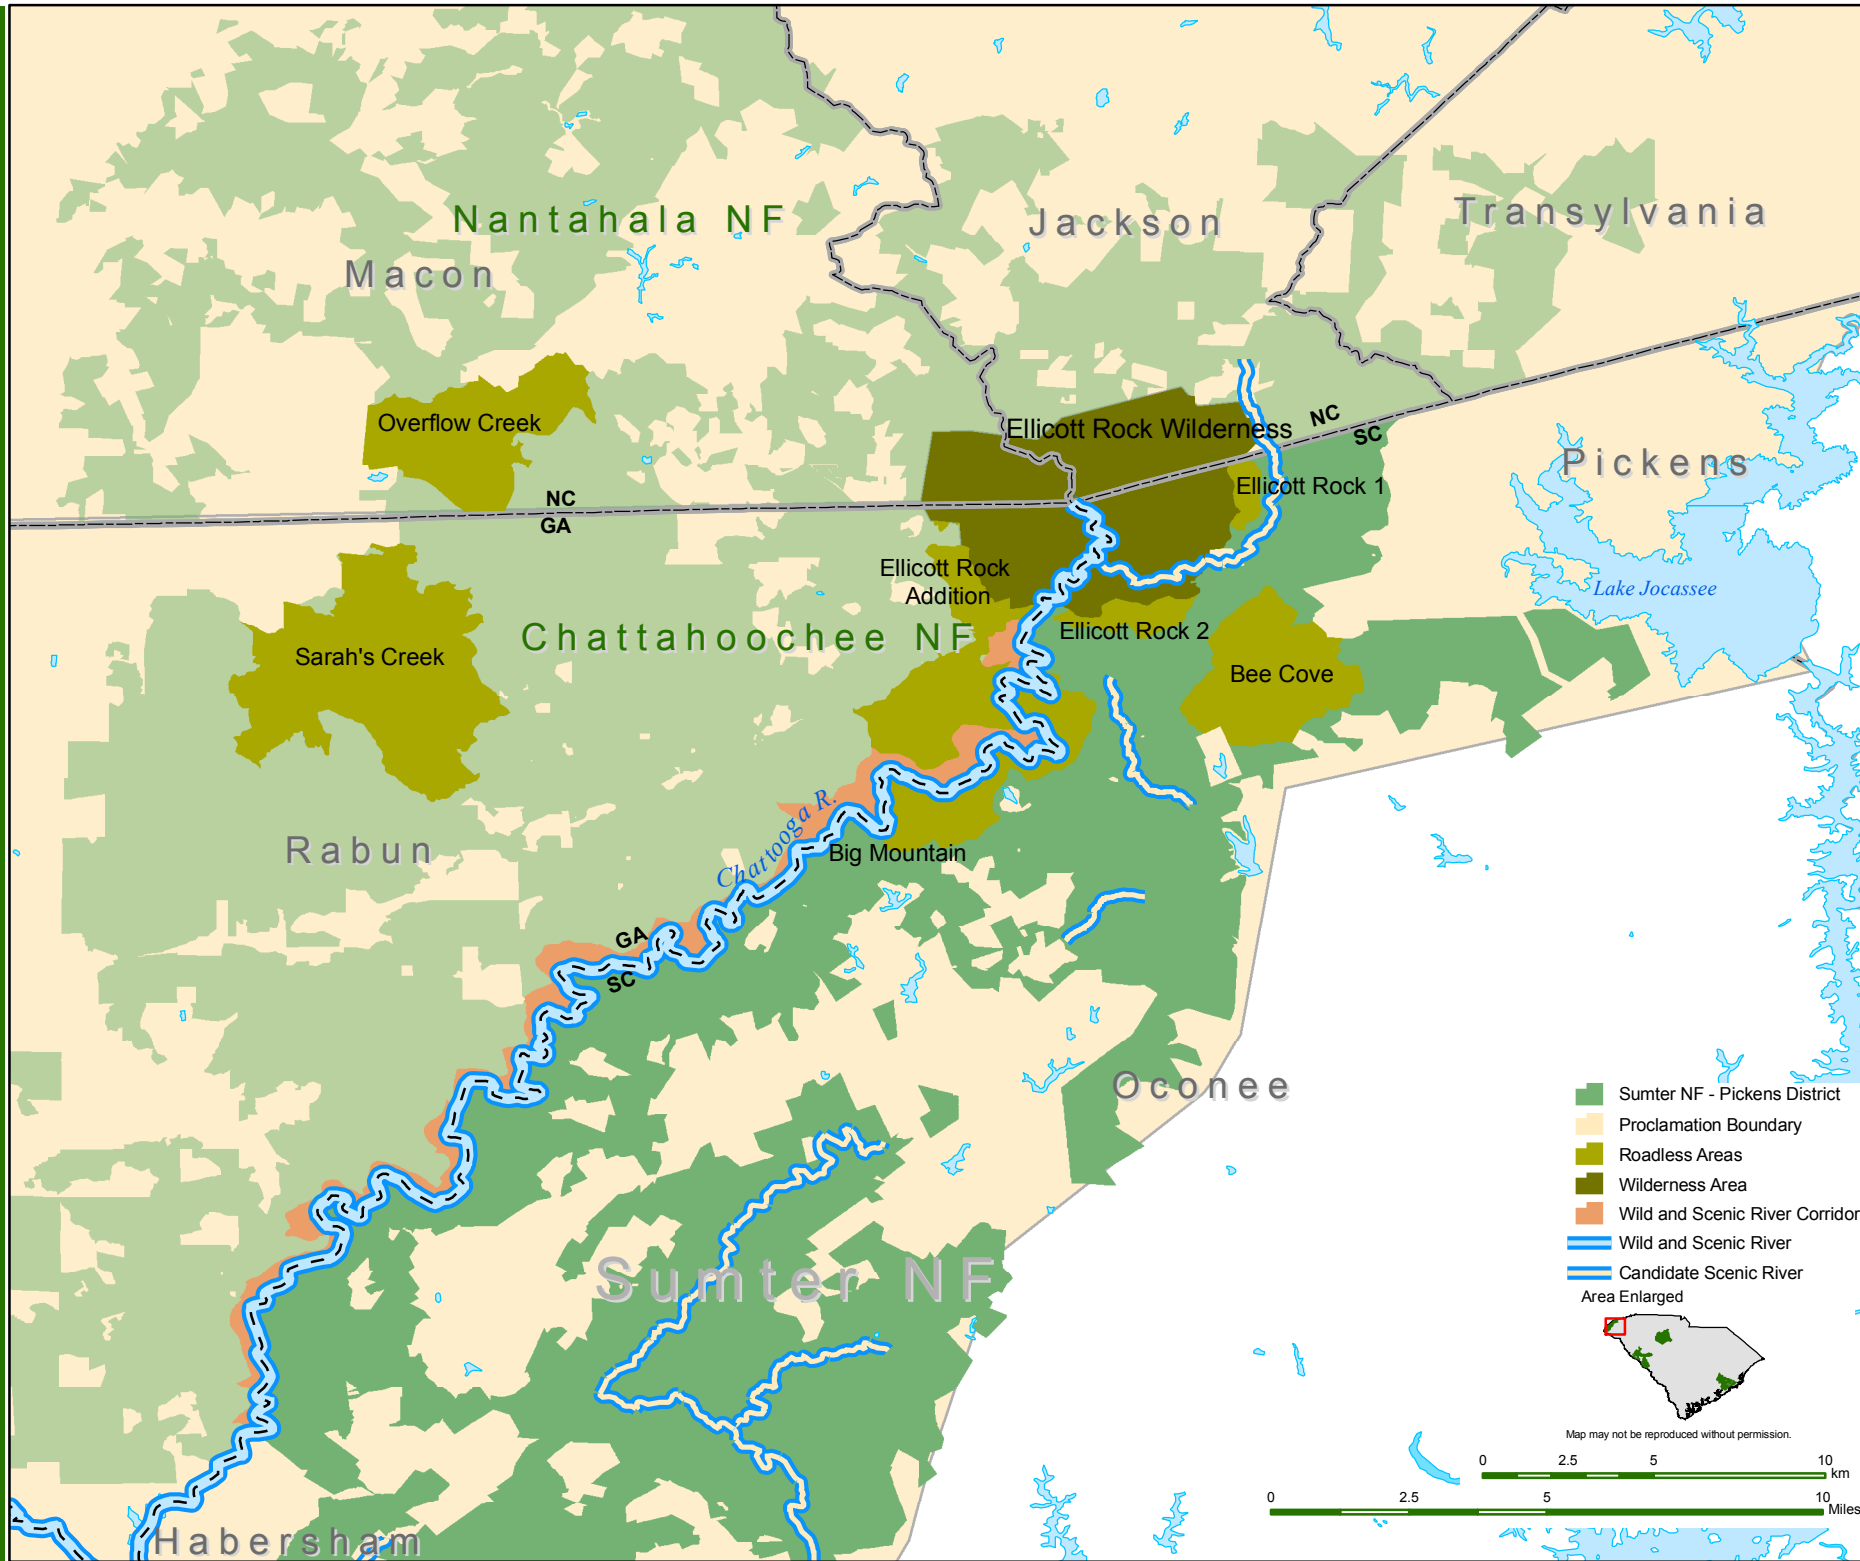 Nantahala NF
Jackson
Transylvania
Macon
Overflow Creek
Ellicott Rock Wilderness
NC
SC
Pickens
Ellicott Rock 1
NC
GA
Ellicott Rock
Addition
Lake Jocassee
Chattahoochee NF
Ellicott Rock 2
Sarah's Creek
Bee Cove
Chattooga R.
Rabun
Big Mountain
GA
SC
Oconee
Sumter NF
Habersham
Sumter NF - Pickens District
Proclamation Boundary
Roadless Areas
Wilderness Area
Wild and Scenic River Corridor
Wild and Scenic River
Candidate Scenic River
Area Enlarged
Map may not be reproduced without permission.
0 2.5 5 10
km
0 2.5 5 10
Miles